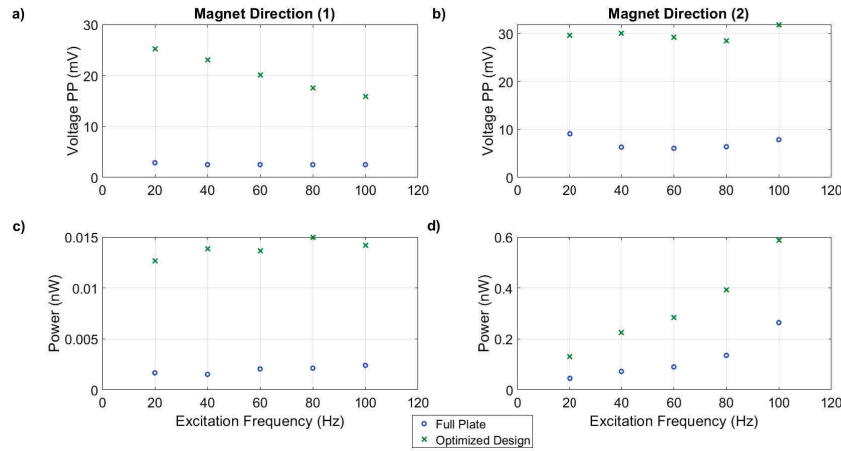 a)
Magnet Direction (1)
30
20
10
0
Voltage PP (mV)
0 20 40 60 80 100 120
b)
Magnet Direction (2)
30
20
10
0
Voltage PP (mV)
0 20 40 60 80 100 120
c)
0.015
0.01
0.005
0
Power (nW)
0 20 40 60 80 100 120
Excitation Frequency (Hz)
d)
0.6
0.4
0.2
0
Power (nW)
0 20 40 60 80 100 120
Excitation Frequency (Hz)
Full Plate
Optimized Design